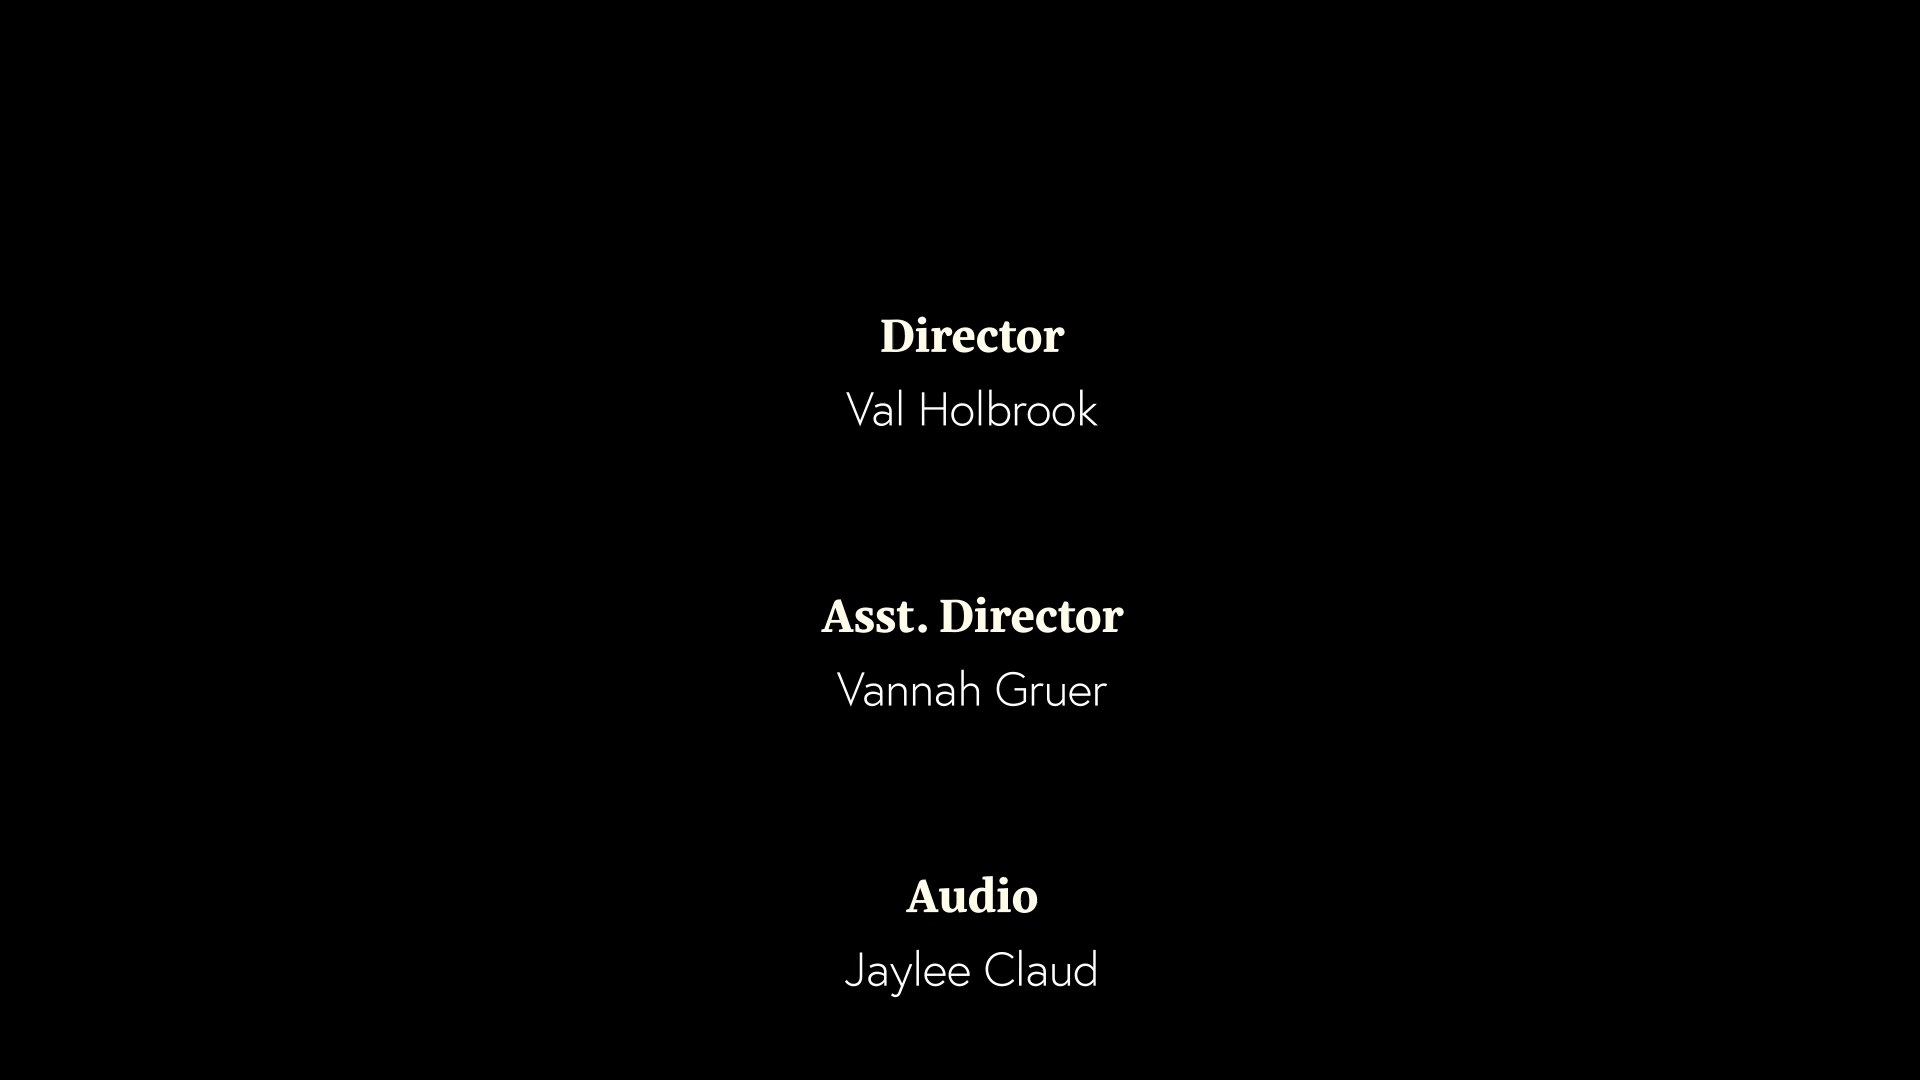 Director
Val Holbrook
Asst. Director
Vannah Gruer
Audio
Jaylee Claud